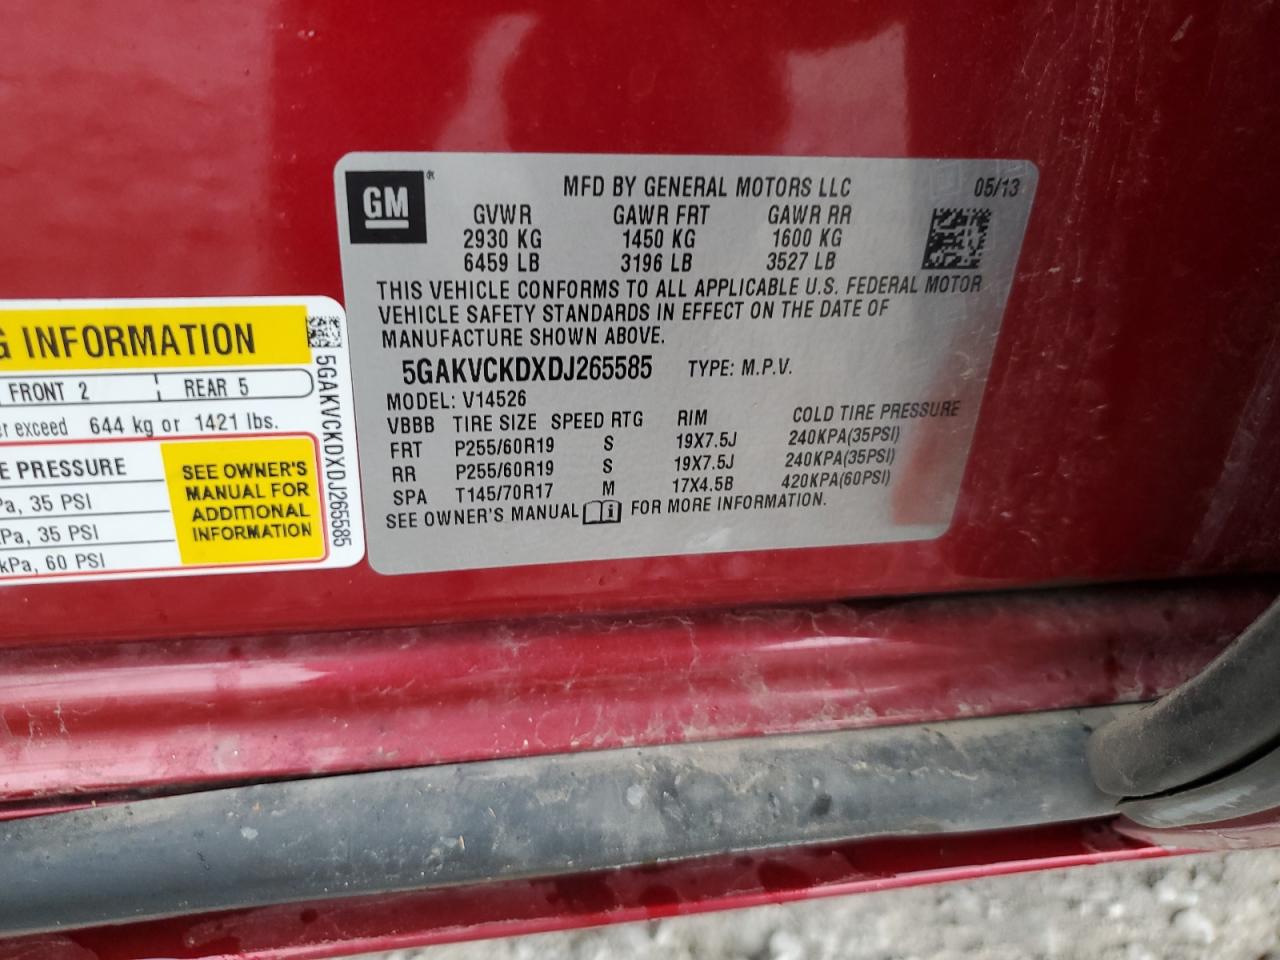 GM®
MFD BY GENERAL MOTORS LLC 05/13
GVWR GAWR FRT GAWR RR
2930 KG 1450 KG 1600 KG
6459 LB 3196 LB 3527 LB
THIS VEHICLE CONFORMS TO ALL APPLICABLE U.S. FEDERAL MOTOR
VEHICLE SAFETY STANDARDS IN EFFECT ON THE DATE OF
MANUFACTURE SHOWN ABOVE.
5GAKVCKDXDJ265585 TYPE: M.P.V.
MODEL: V14526
VBBB TIRE SIZE SPEED RTG RIM COLD TIRE PRESSURE
FRT P255/60R19 S 19X7.5J 240KPA(35PSI)
RR P255/60R19 S 19X7.5J 240KPA(35PSI)
SPA T145/70R17 M 17X4.5B 420KPA(60PSI)
SEE OWNER'S MANUAL i FOR MORE INFORMATION.
G INFORMATION
FRONT 2 REAR 5
er exceed 644 kg or 1421 lbs.
E PRESSURE
Pa, 35 PSI
kPa, 35 PSI
kPa, 60 PSI
SEE OWNER'S
MANUAL FOR
ADDITIONAL
INFORMATION
5GAKVCKDXDJ265585